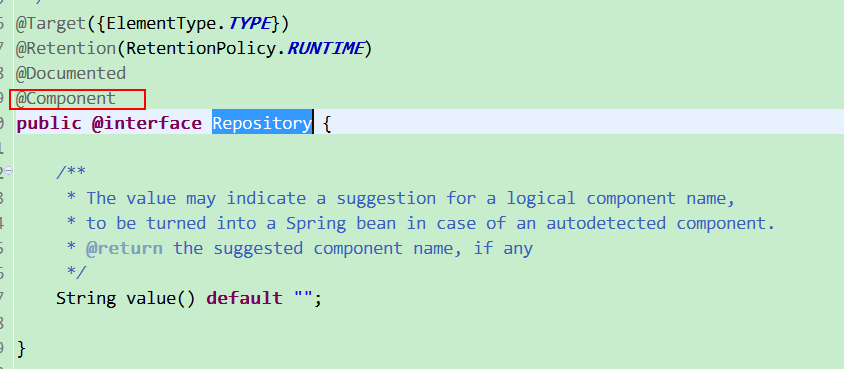 @Target({ElementType.TYPE})
@Retention(RetentionPolicy.RUNTIME)
@Documented
@Component
public @interface Repository {
/**
* The value may indicate a suggestion for a logical component name,
* to be turned into a Spring bean in case of an autodetected component.
* @return the suggested component name, if any
*/
String value() default "";
}